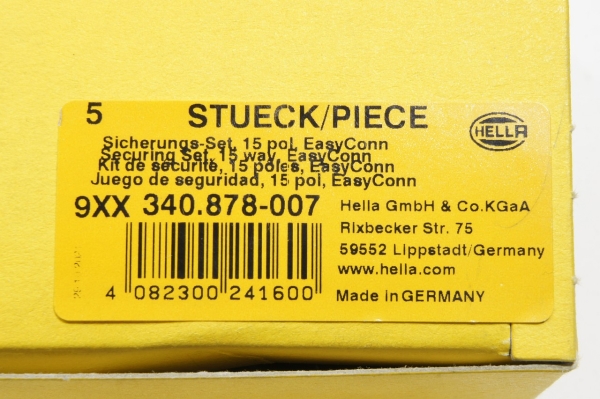 5 STUECK/PIECE
HELLA
Sicherungs-Set, 15 pol, EasyConn
Securing Set, 15 way, EasyConn
Kit de sécurité, 15 pôles, EasyConn
Juego de seguridad, 15 pol, EasyConn
9XX 340.878-007
Hella GmbH & Co.KGaA
Rixbecker Str. 75
59552 Lippstadt/Germany
www.hella.com
4 082300 241600
Made in GERMANY